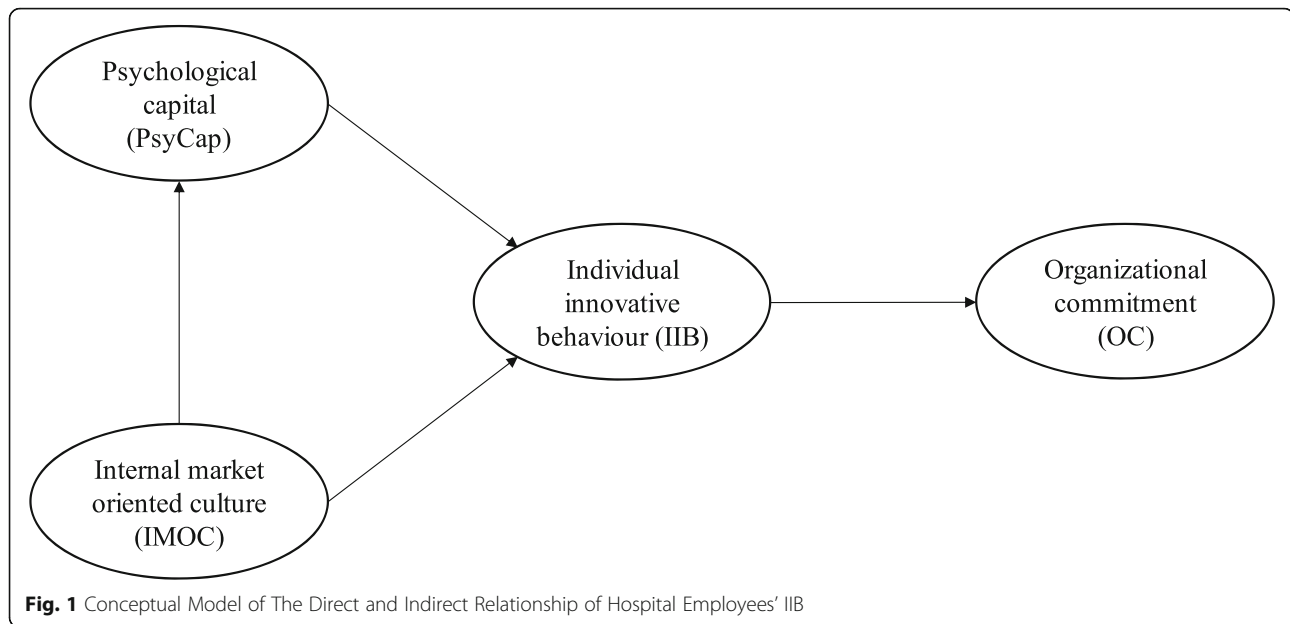 Psychological
capital
(PsyCap)
Individual
innovative
behaviour (IIB)
Organizational
commitment
(OC)
Internal market
oriented culture
(IMOC)
Fig. 1 Conceptual Model of The Direct and Indirect Relationship of Hospital Employees’ IIB